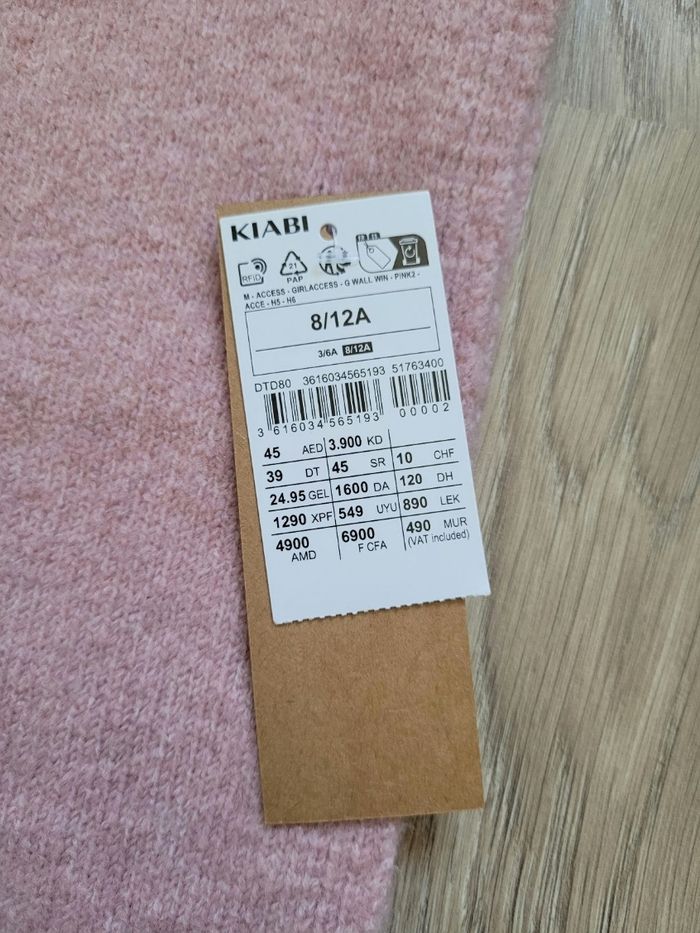 KIABI
RFID
21
PAP
M - ACCESS - GIRLACCESS - G WALL WIN - PINK2 -
ACCE - H5 - H6
8/12A
3/6A 8/12A
DTD80 3616034565193 51763400
3 616034 565193 00002
45 AED 3.900 KD
39 DT 45 SR 10 CHF
24.95 GEL 1600 DA 120 DH
1290 XPF 549 UYU 890 LEK
4900 AMD 6900 F CFA 490 MUR
(VAT included)